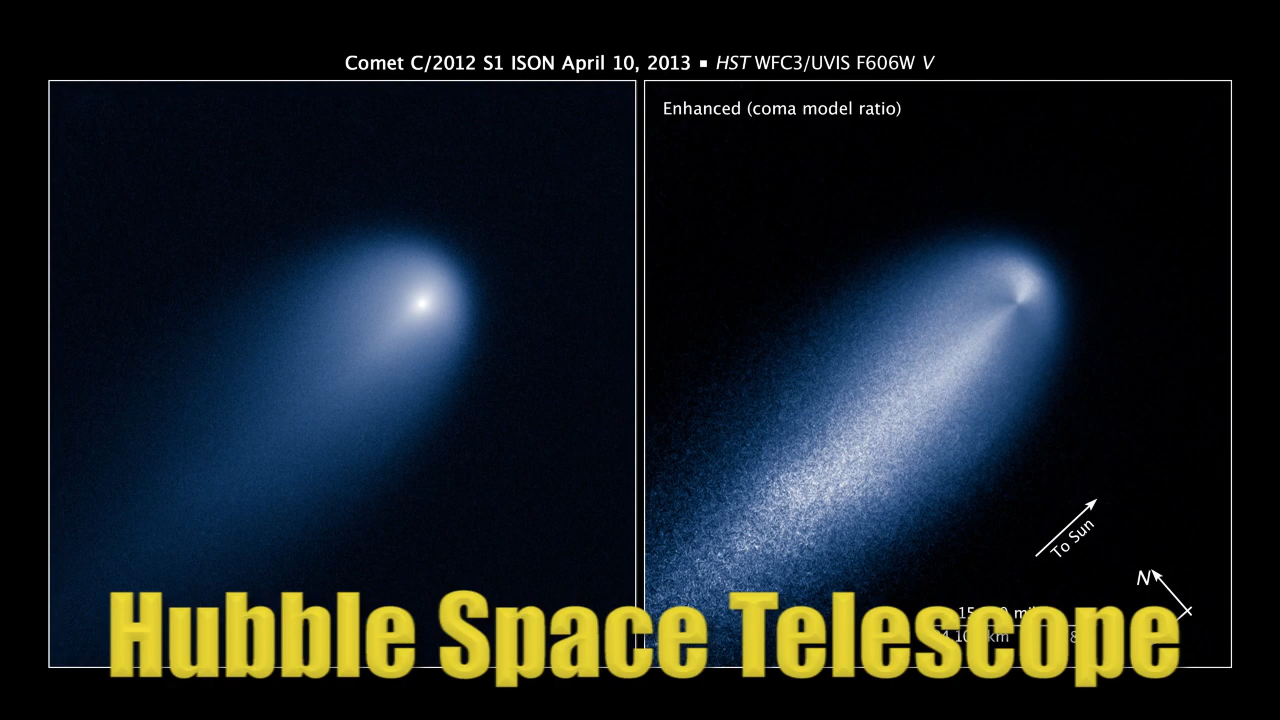 Comet C/2012 S1 ISON April 10, 2013 ▪ HST WFC3/UVIS F606W V
Enhanced (coma model ratio)
To Sun
N
Hubble Space Telescope